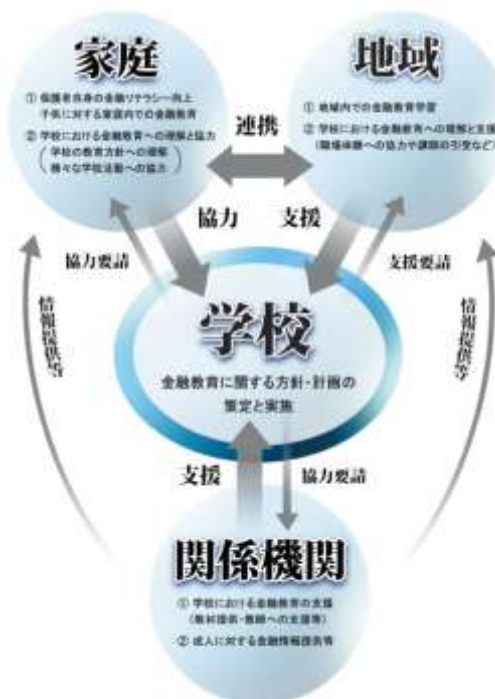 家庭
① 保護者自身の金融リテラシー向上
子供に対する家庭内での金融教育
② 学校における金融教育への理解と協力
(学校の教育方針への理解
様々な学校活動への協力)
地域
① 地域内での金融教育学習
② 学校における金融教育への理解と支援
(職場体験への協力や講師の引受など)
連携
協力
支援
協力要請
支援要請
情報提供等
情報提供等
学校
金融教育に関する方針・計画の
策定と実施
支援
協力要請
関係機関
① 学校における金融教育の支援
(教材提供・教師への支援等)
② 成人に対する金融情報提供等